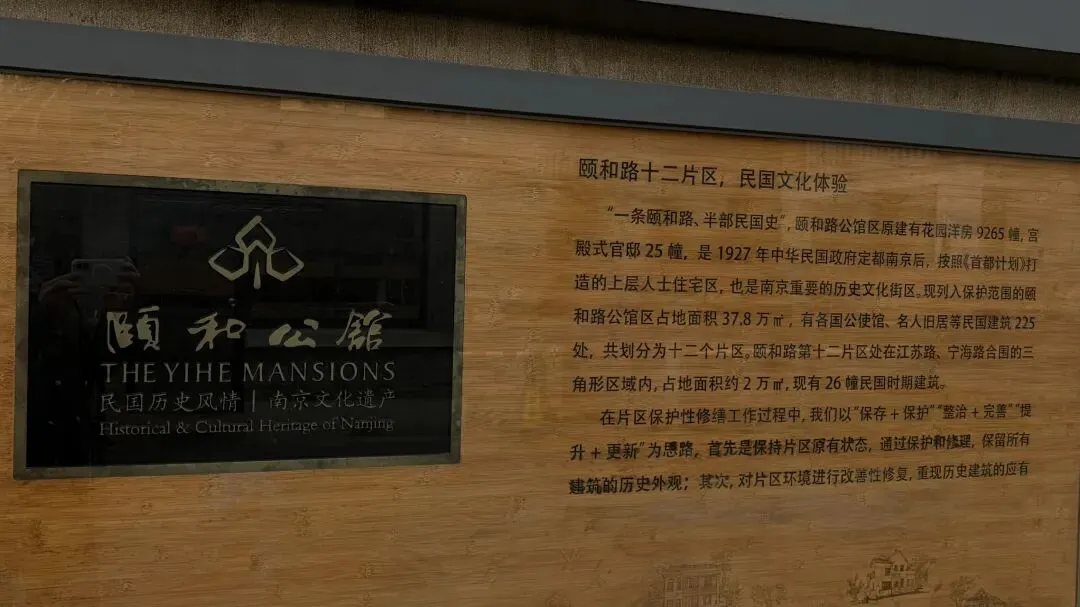 頤和公館
THE YIHE MANSIONS
民国历史风情｜南京文化遗产
Historical & Cultural Heritage of Nanjing
颐和路十二片区，民国文化体验
“一条颐和路、半部民国史”，颐和路公馆区原建有花园洋房 9265 幢，宫
殿式官邸 25 幢，是 1927 年中华民国政府定都南京后，按照《首都计划》打
造的上层人士住宅区，也是南京重要的历史文化街区。现列入保护范围的颐
和路公馆区占地面积 37.8 万㎡，有各国公使馆、名人旧居等民国建筑 225
处，共划分为十二个片区。颐和路第十二片区处在江苏路、宁海路合围的三
角形区域内，占地面积约 2 万㎡，现有 26 幢民国时期建筑。
在片区保护性修缮工作过程中，我们以“保存 + 保护”“整治 + 完善”“提
升 + 更新”为思路，首先是保持片区原有状态，通过保护和修理，保留所有
建筑的历史外观；其次，对片区环境进行改善性修复，重现历史建筑的应有